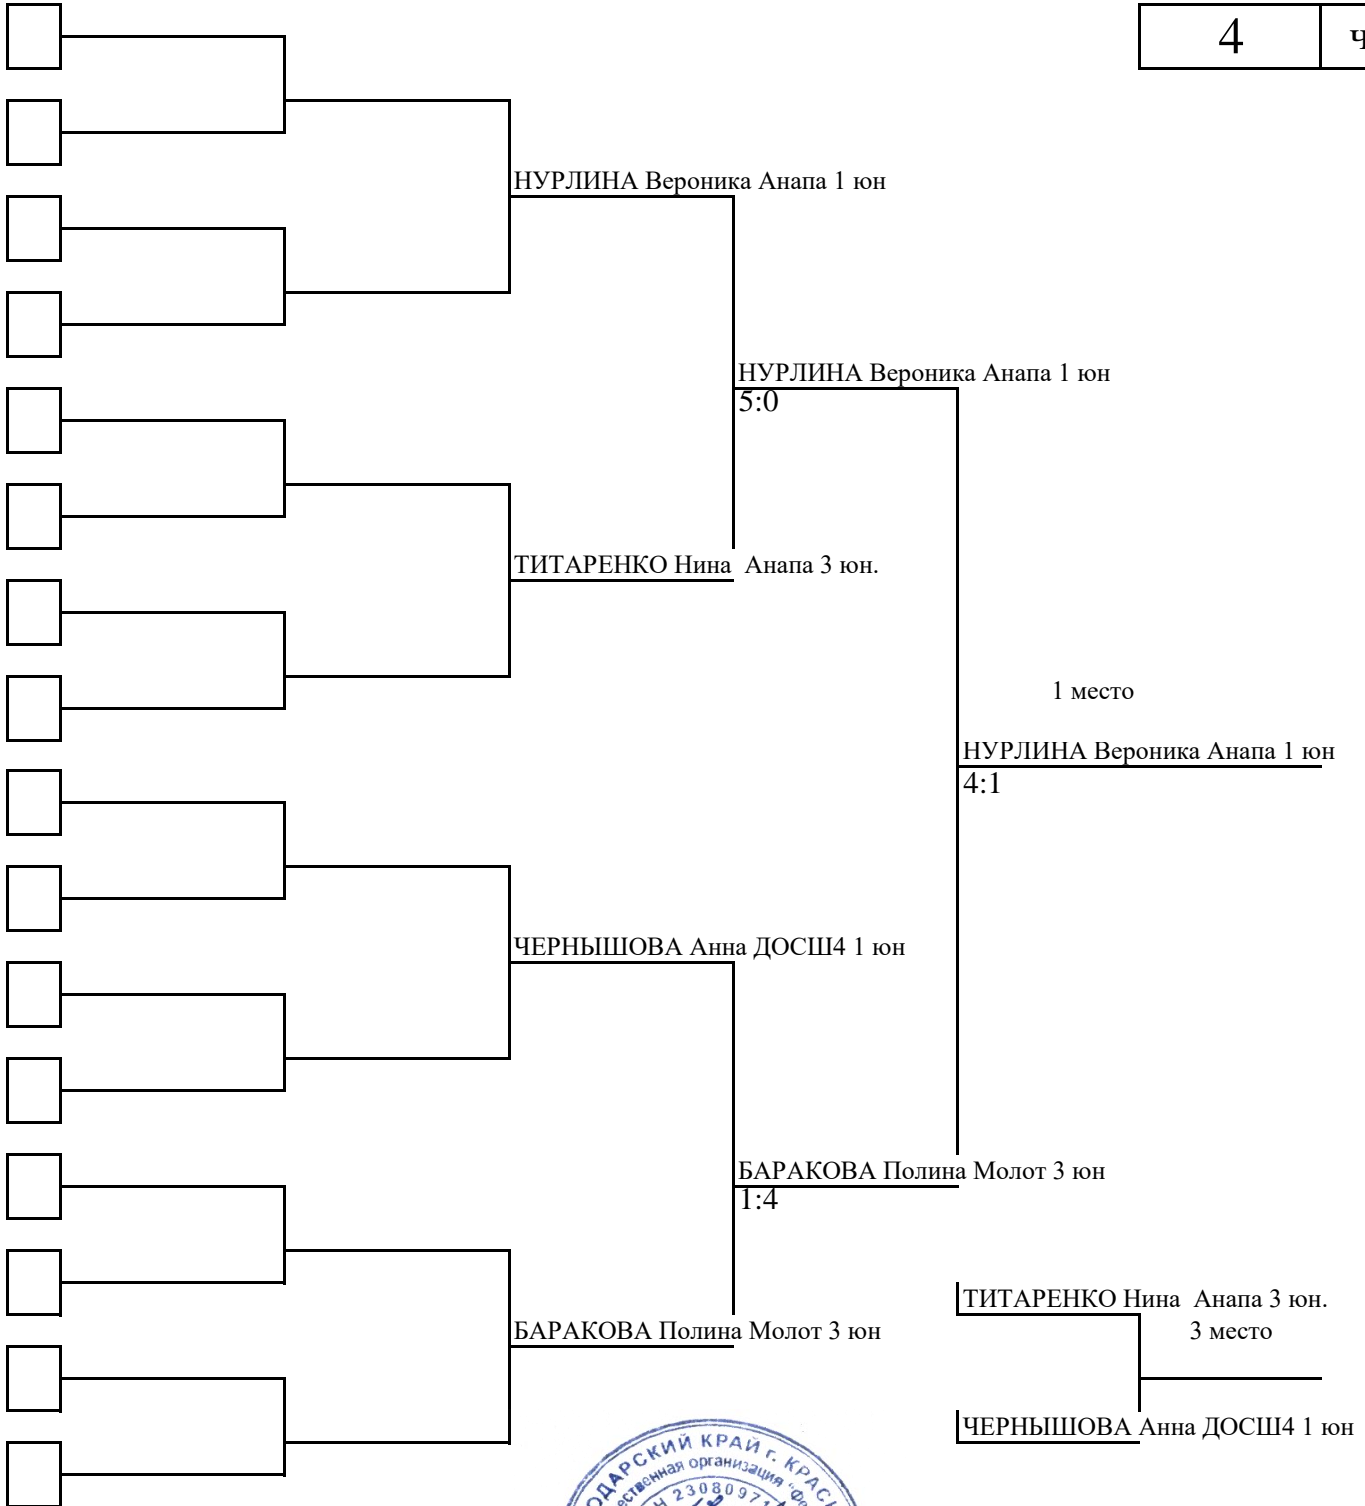 4
НУРЛИНА Вероника Анапа 1 юн
НУРЛИНА Вероника Анапа 1 юн
5:0
ТИТАРЕНКО Нина  Анапа 3 юн.
1 место
НУРЛИНА Вероника Анапа 1 юн
4:1
ЧЕРНЫШОВА Анна ДОСШ4 1 юн
БАРАКОВА Полина Молот 3 юн
1:4
ТИТАРЕНКО Нина  Анапа 3 юн.
БАРАКОВА Полина Молот 3 юн
3 место
ЧЕРНЫШОВА Анна ДОСШ4 1 юн
КРАЙ г.
организация